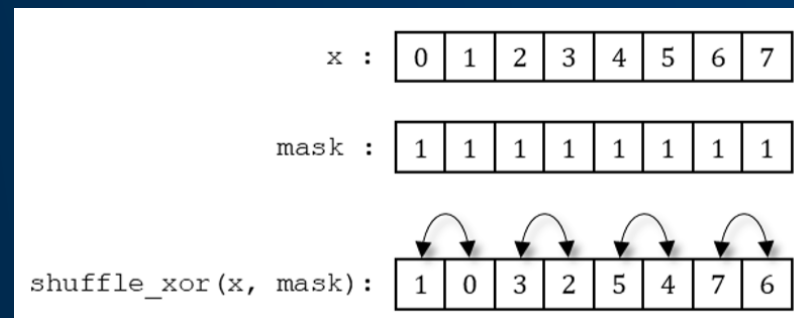 x : 0 1 2 3 4 5 6 7
mask : 1 1 1 1 1 1 1 1
shuffle_xor(x, mask): 1 0 3 2 5 4 7 6